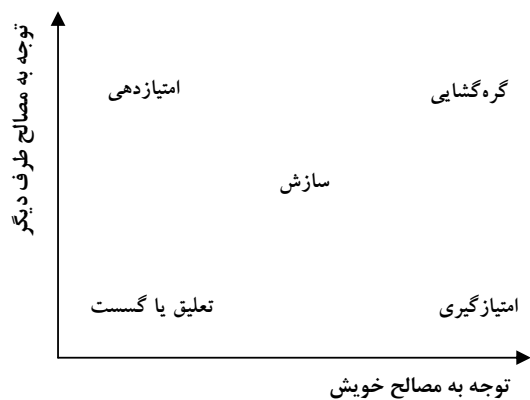 توجه به مصالح طرف دیگر
گره‌گشایی
امتیازدهی
سازش
امتیازگیری
تعلیق یا گسست
توجه به مصالح خویش